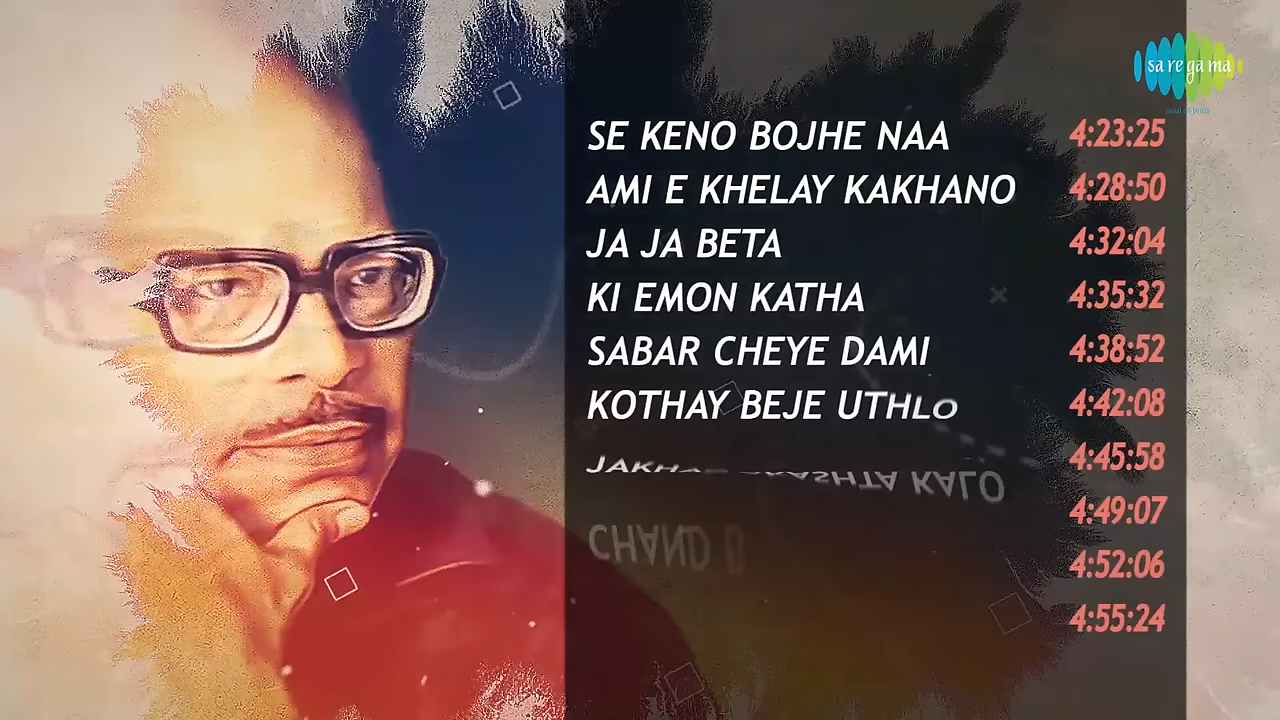 sa re ga ma
SE KENO BOJHE NAA 4:23:25
AMI E KHELAY KAKHANO 4:28:50
JA JA BETA 4:32:04
KI EMON KATHA 4:35:32
SABAR CHEYE DAMI 4:38:52
KOTHAY BEJE UTHLO 4:42:08
KALO 4:45:58
CHAND B 4:49:07
4:52:06
4:55:24